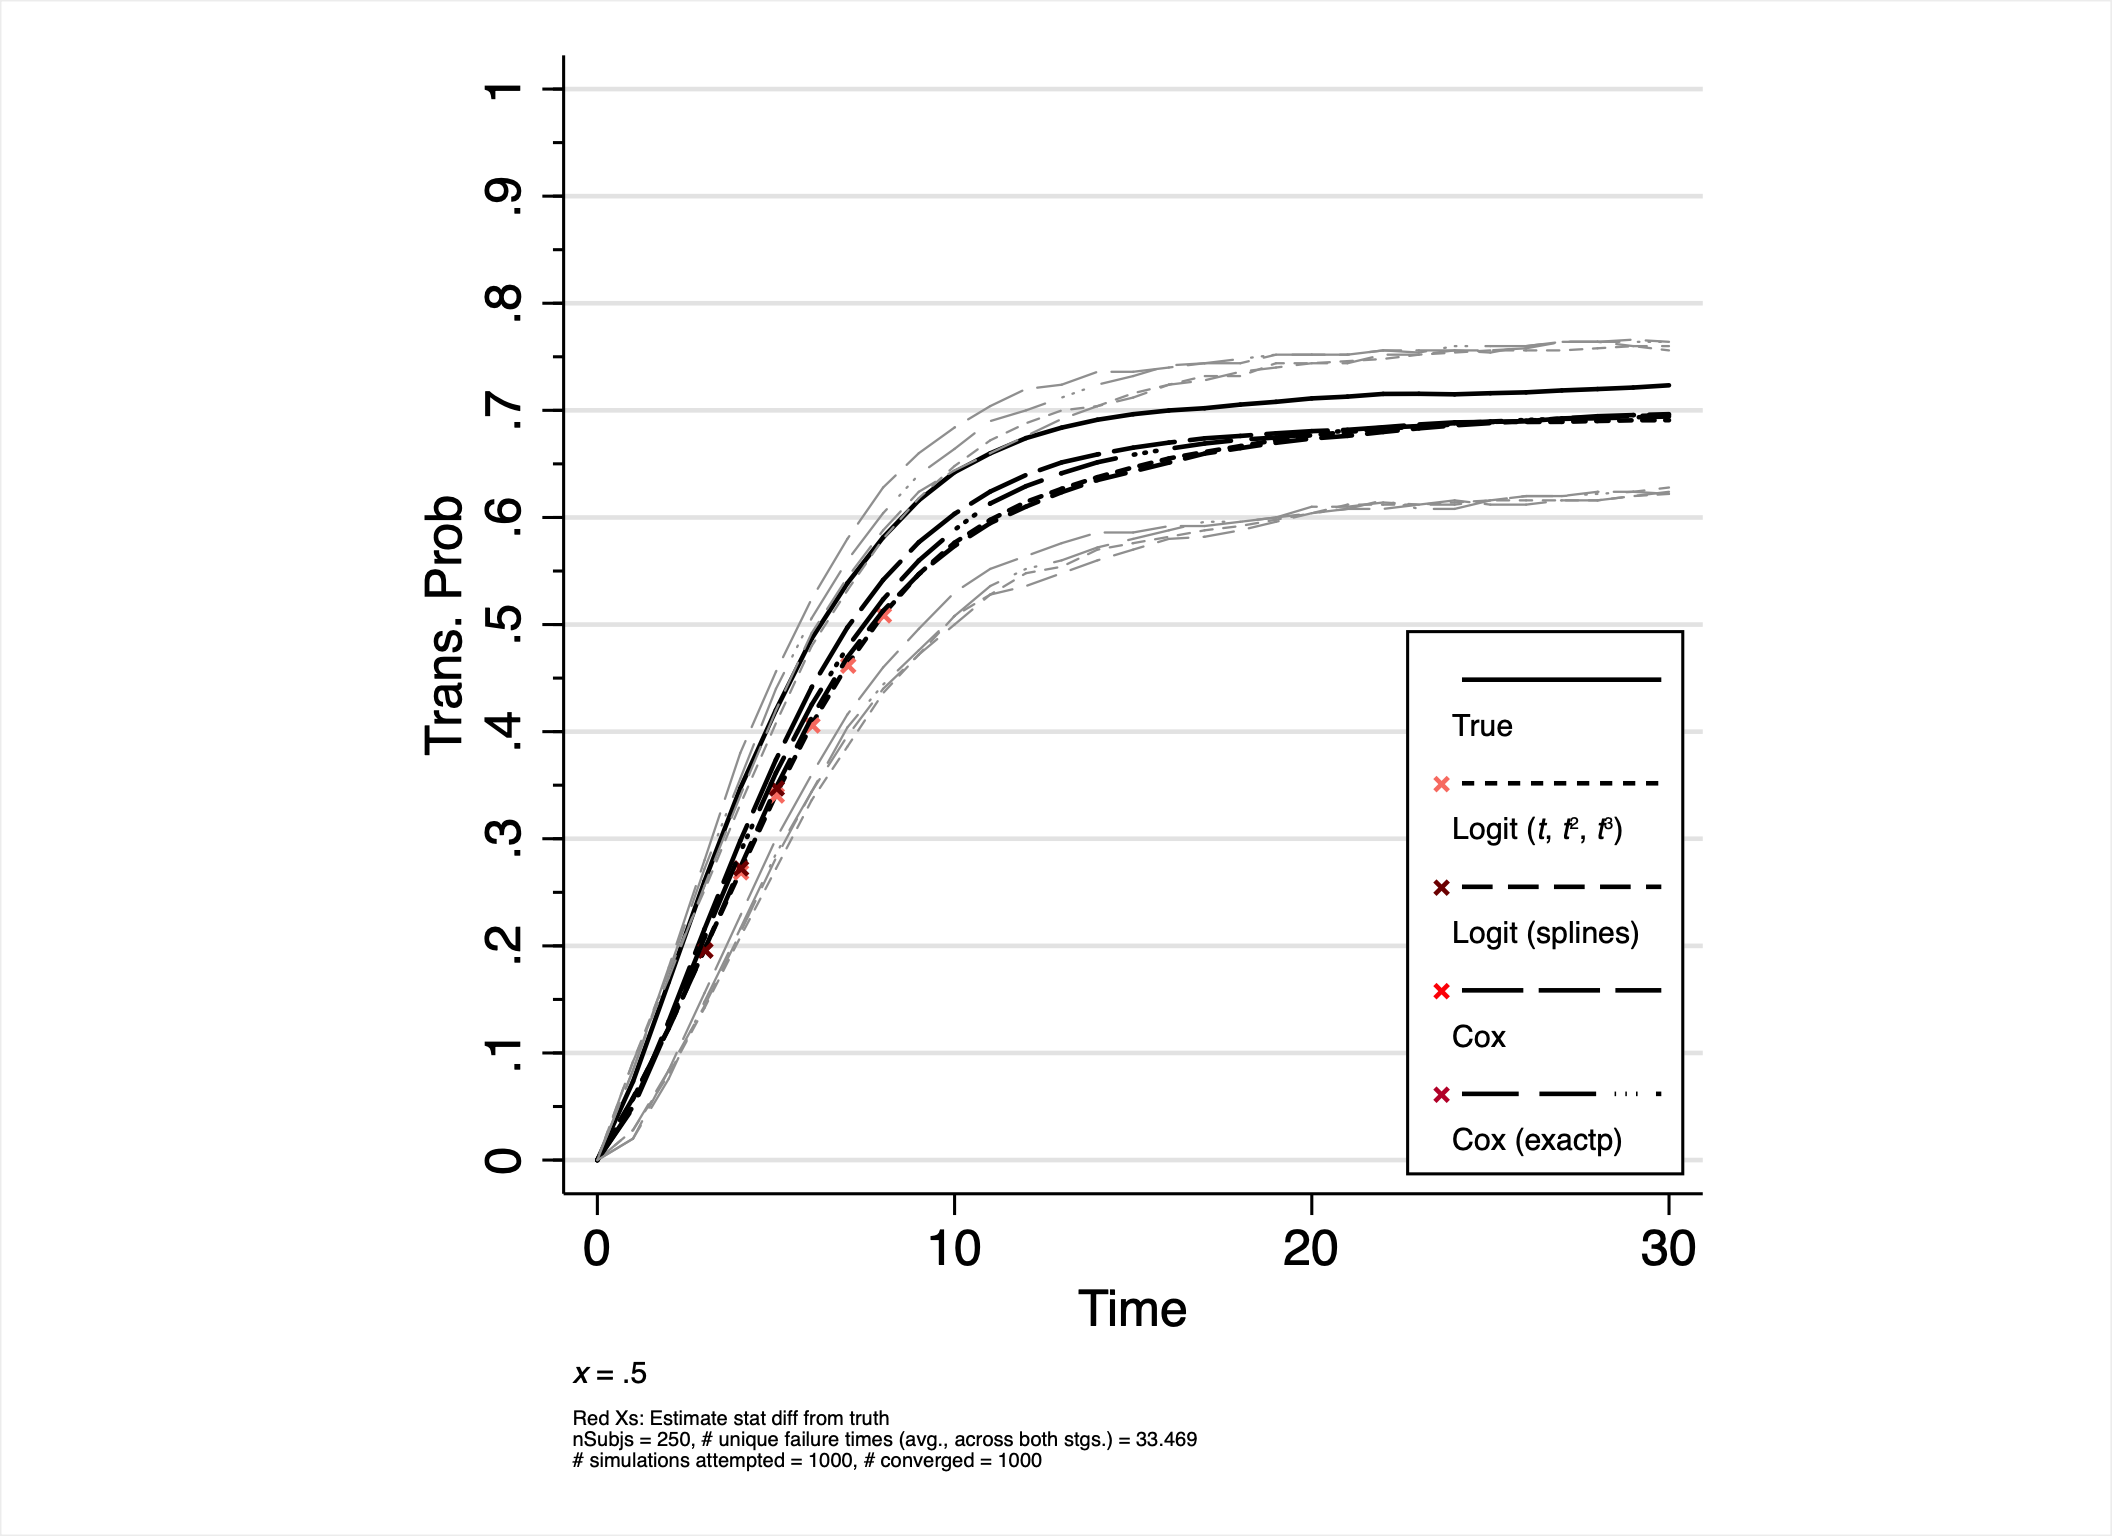 1
.9
.8
.7
.6
.5
.4
.3
.2
.1
0
Trans. Prob
True
Logit (t, t², t³)
Logit (splines)
Cox
Cox (exactp)
0 10 20 30
Time
x = .5
Red Xs: Estimate stat diff from truth
nSubjs = 250, # unique failure times (avg., across both stgs.) = 33.469
# simulations attempted = 1000, # converged = 1000